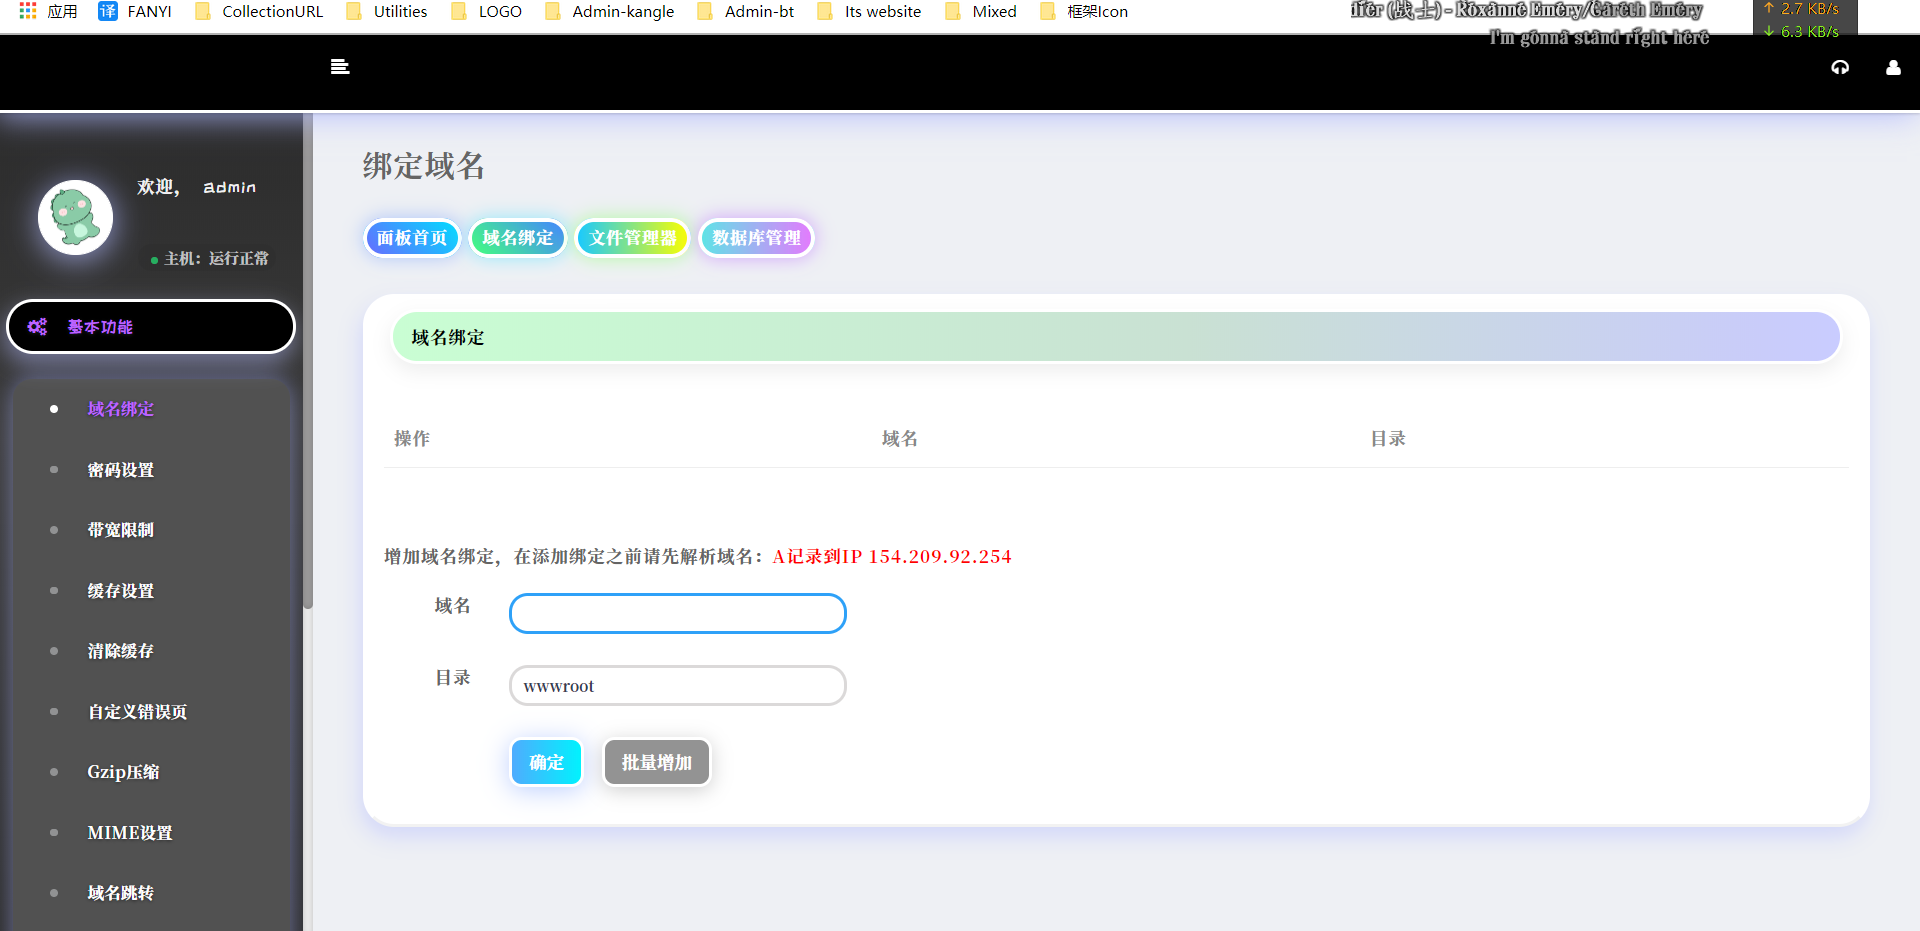 应用 译 FANYI CollectionURL Utilities LOGO Admin-kangle Admin-bt Its website Mixed 框架Icon
dier (战士) - Roxanne Emery/Gareth Emery
I'm gonna stand right here
↑ 2.7 KB/s
↓ 6.3 KB/s
欢迎， admin
主机：运行正常
基本功能
域名绑定
密码设置
带宽限制
缓存设置
清除缓存
自定义错误页
Gzip压缩
MIME设置
域名跳转
绑定域名
面板首页 域名绑定 文件管理器 数据库管理
域名绑定
操作 域名 目录
增加域名绑定，在添加绑定之前请先解析域名：A记录到IP 154.209.92.254
域名
目录 wwwroot
确定 批量增加